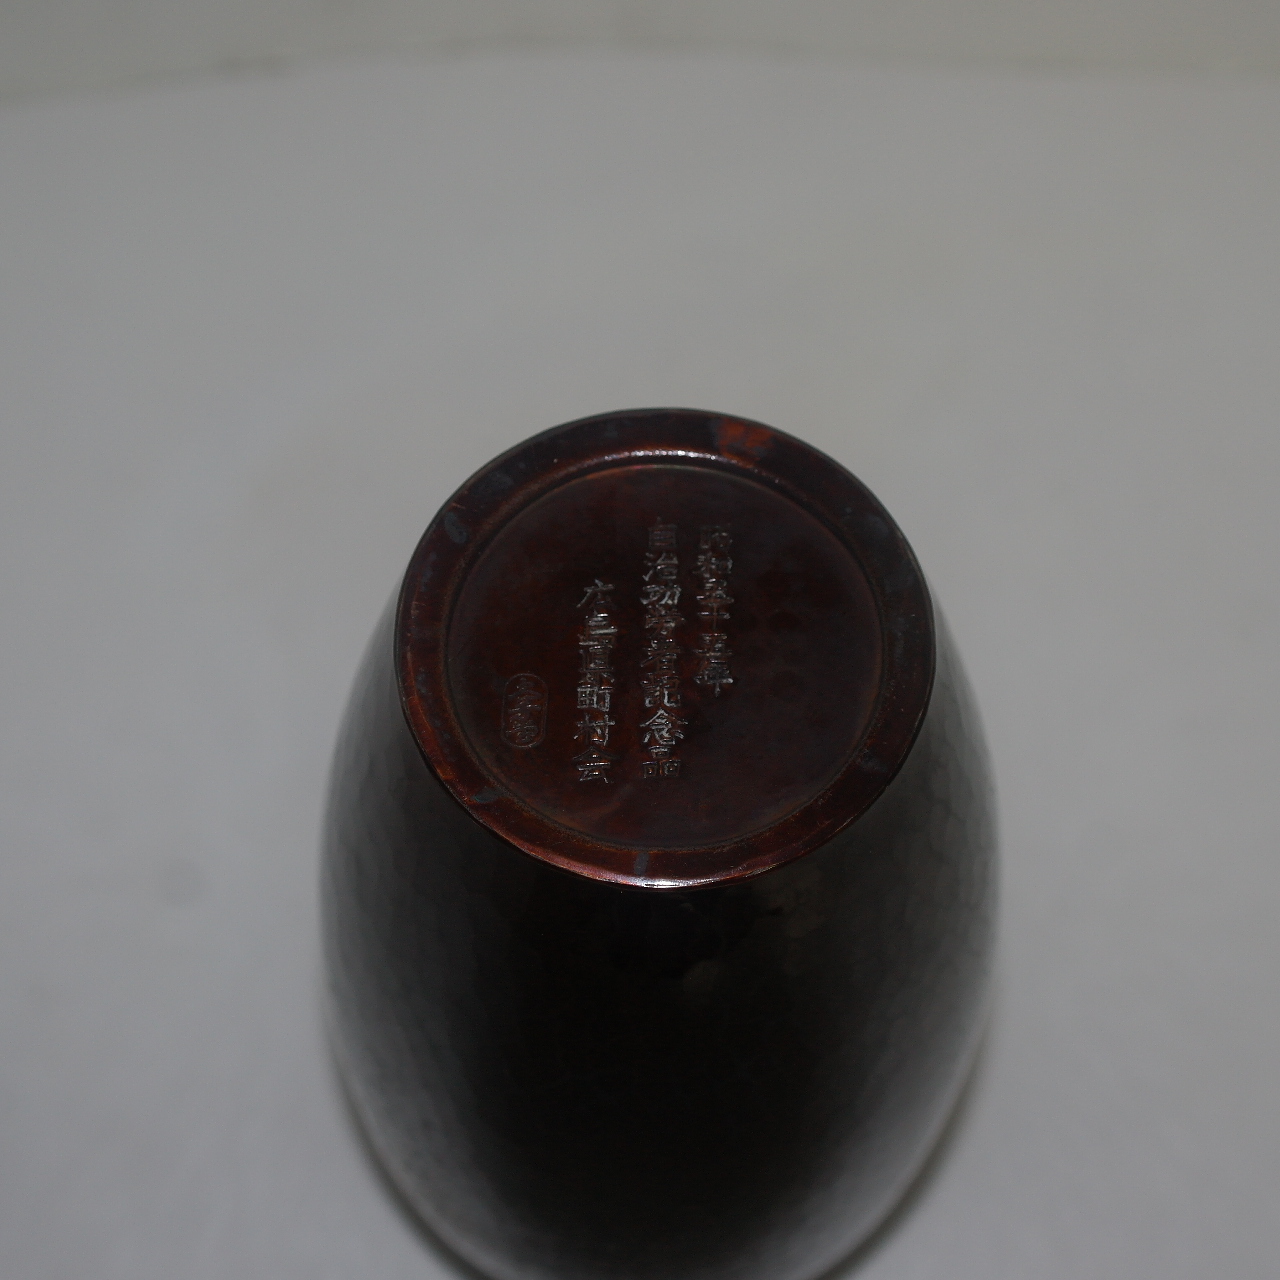 昭和五十五年
自治功労者記念品
広島県町村会